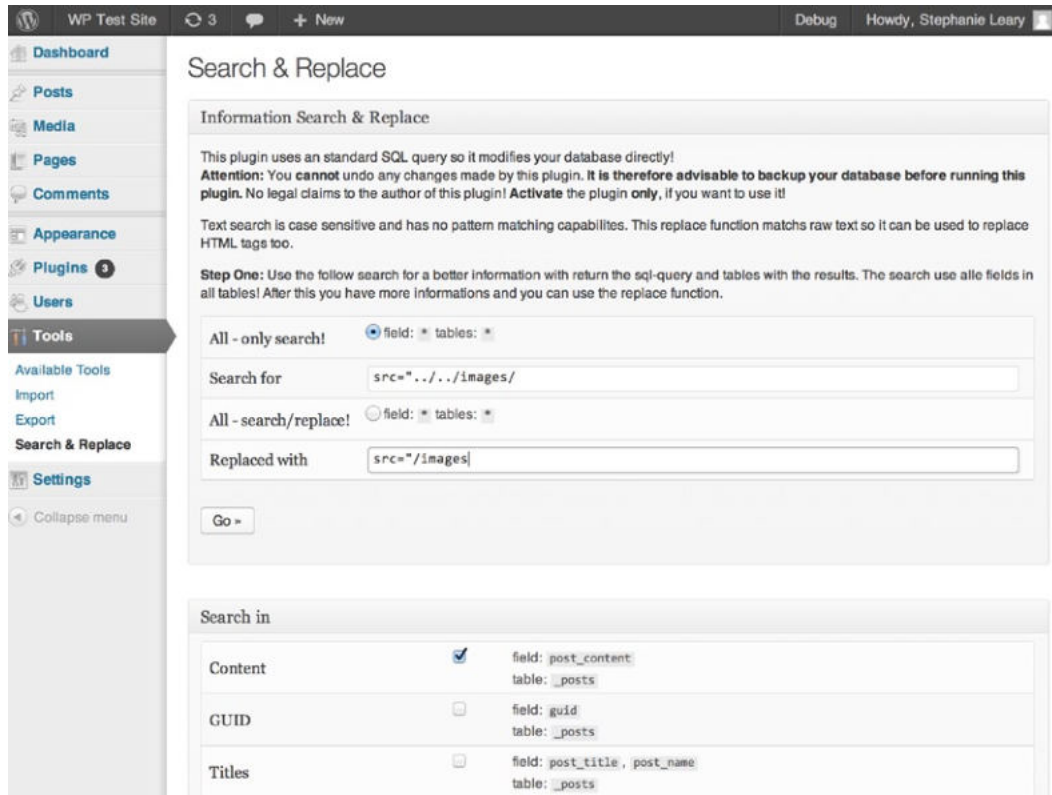 WP Test Site 3 + New Debug Howdy, Stephanie Leary
Dashboard
Posts
Media
Pages
Comments
Appearance
Plugins 3
Users
Tools
Available Tools
Import
Export
Search & Replace
Settings
Collapse menu
Search & Replace
Information Search & Replace
This plugin uses an standard SQL query so it modifies your database directly!
Attention: You cannot undo any changes made by this plugin. It is therefore advisable to backup your database before running this
plugin. No legal claims to the author of this plugin! Activate the plugin only, if you want to use it!
Text search is case sensitive and has no pattern matching capabilites. This replace function matchs raw text so it can be used to replace
HTML tags too.
Step One: Use the follow search for a better information with return the sql-query and tables with the results. The search use alle fields in
all tables! After this you have more informations and you can use the replace function.
All - only search! field: * tables: *
Search for src="../../images/
All - search/replace! field: * tables: *
Replaced with src="/images
Go »
Search in
Content field: post_content
table: _posts
GUID field: guid
table: _posts
Titles field: post_title, post_name
table: _posts